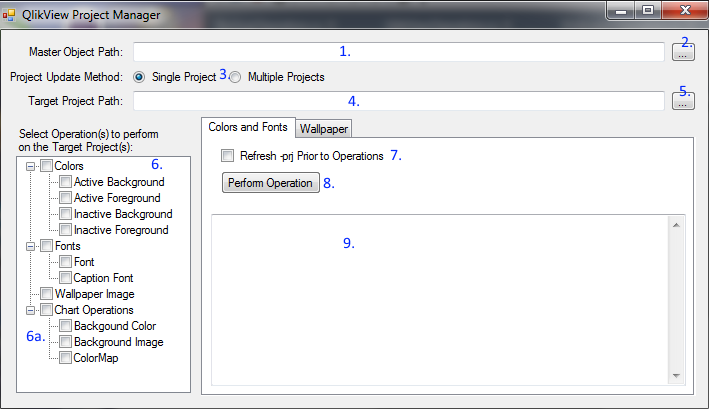 QlikView Project Manager
Master Object Path: 1. 2. ...
Project Update Method: Single Project 3. Multiple Projects
Target Project Path: 4. 5. ...
Select Operation(s) to perform
on the Target Project(s):
6.
Colors
Active Background
Active Foreground
Inactive Background
Inactive Foreground
Fonts
Font
Caption Font
Wallpaper Image
Chart Operations
6a.
Backgound Color
Background Image
ColorMap
Colors and Fonts Wallpaper
Refresh -prj Prior to Operations 7.
Perform Operation 8.
9.